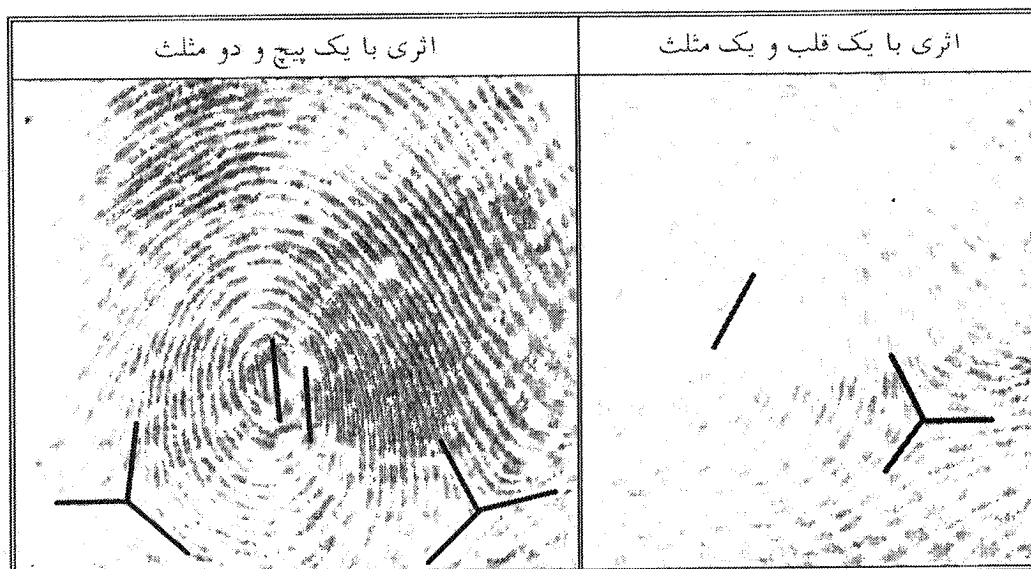 اثری با یک قلب و یک مثلث
اثری با یک پیچ و دو مثلث